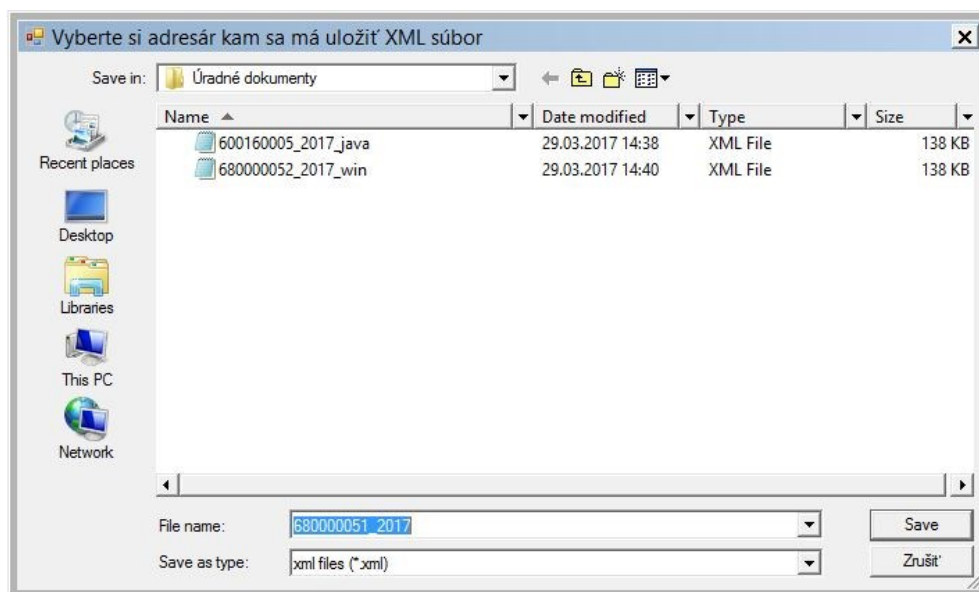 Vyberte si adresár kam sa má uložiť XML súbor
Save in: Úradné dokumenty
Name Date modified Type Size
600160005_2017_java 29.03.2017 14:38 XML File 138 KB
680000052_2017_win 29.03.2017 14:40 XML File 138 KB
Recent places
Desktop
Libraries
This PC
Network
File name: 680000051_2017 Save
Save as type: xml files (*.xml) Zrušiť